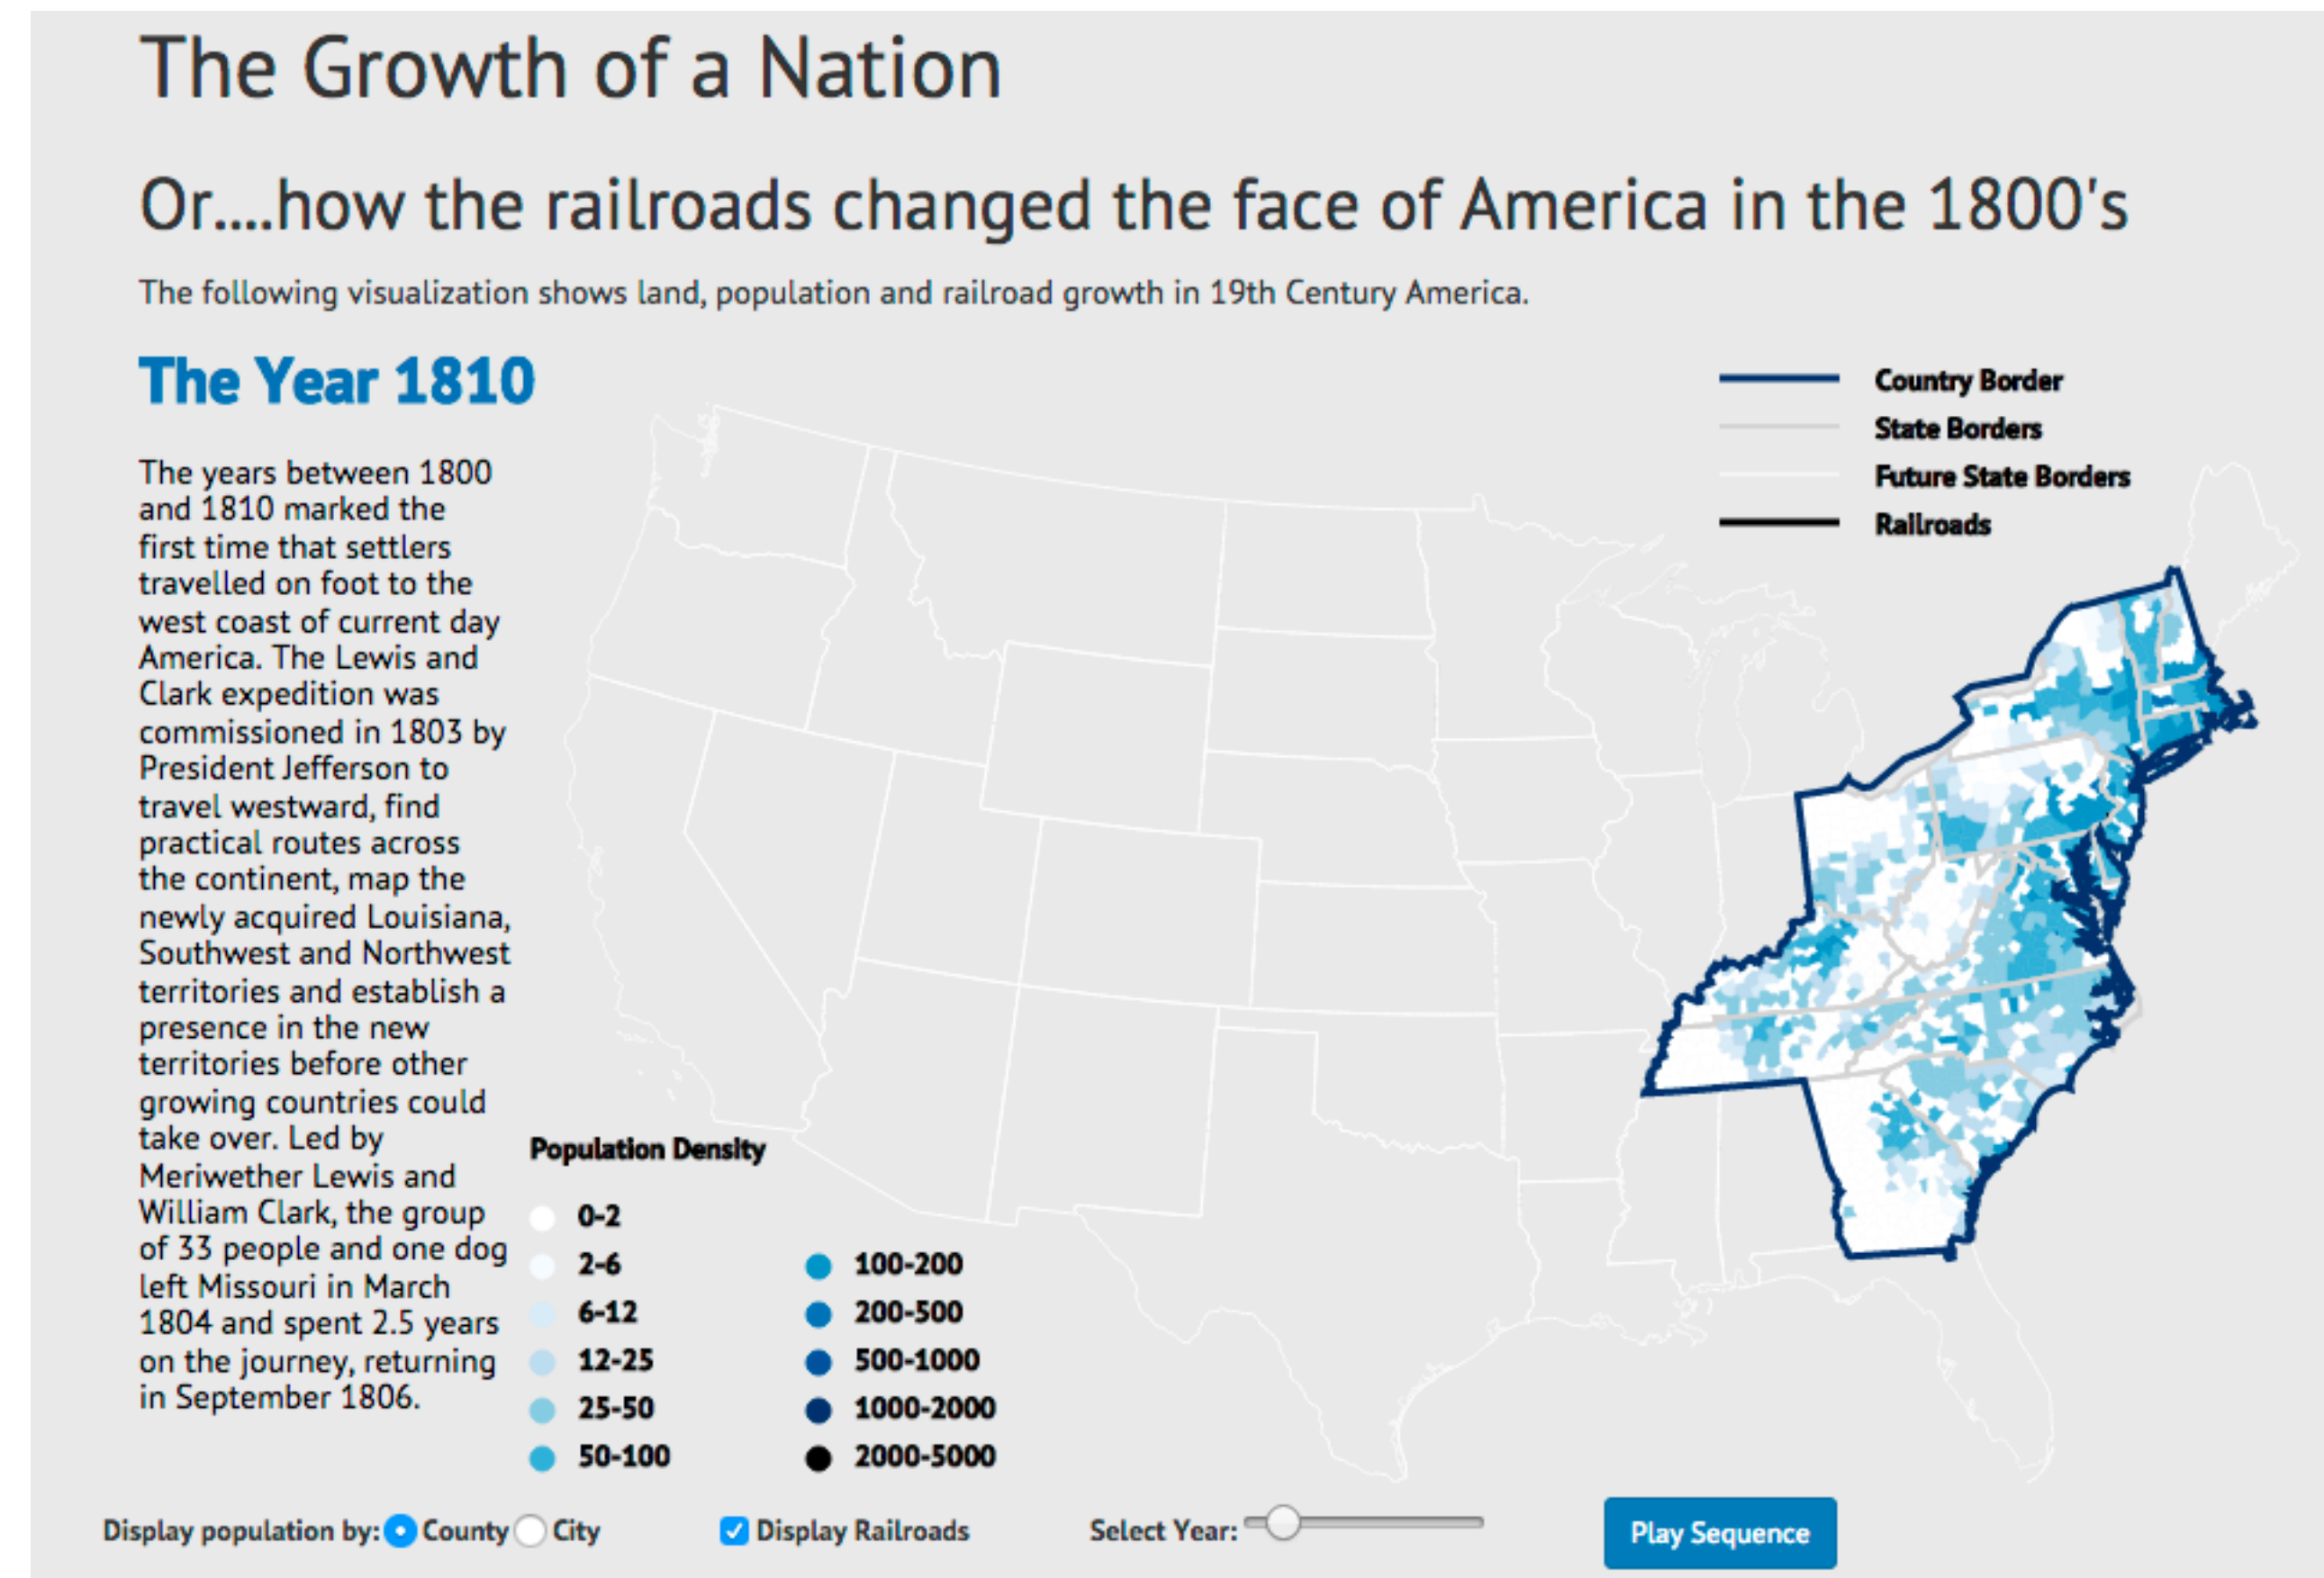 The Growth of a Nation
Or....how the railroads changed the face of America in the 1800's
The following visualization shows land, population and railroad growth in 19th Century America.
The Year 1810
The years between 1800
and 1810 marked the
first time that settlers
travelled on foot to the
west coast of current day
America. The Lewis and
Clark expedition was
commissioned in 1803 by
President Jefferson to
travel westward, find
practical routes across
the continent, map the
newly acquired Louisiana,
Southwest and Northwest
territories and establish a
presence in the new
territories before other
growing countries could
take over. Led by
Meriwether Lewis and
William Clark, the group
of 33 people and one dog
left Missouri in March
1804 and spent 2.5 years
on the journey, returning
in September 1806.
Country Border
State Borders
Future State Borders
Railroads
Population Density
0-2
2-6
6-12
12-25
25-50
50-100
100-200
200-500
500-1000
1000-2000
2000-5000
Display population by: County City
Display Railroads
Select Year:
Play Sequence